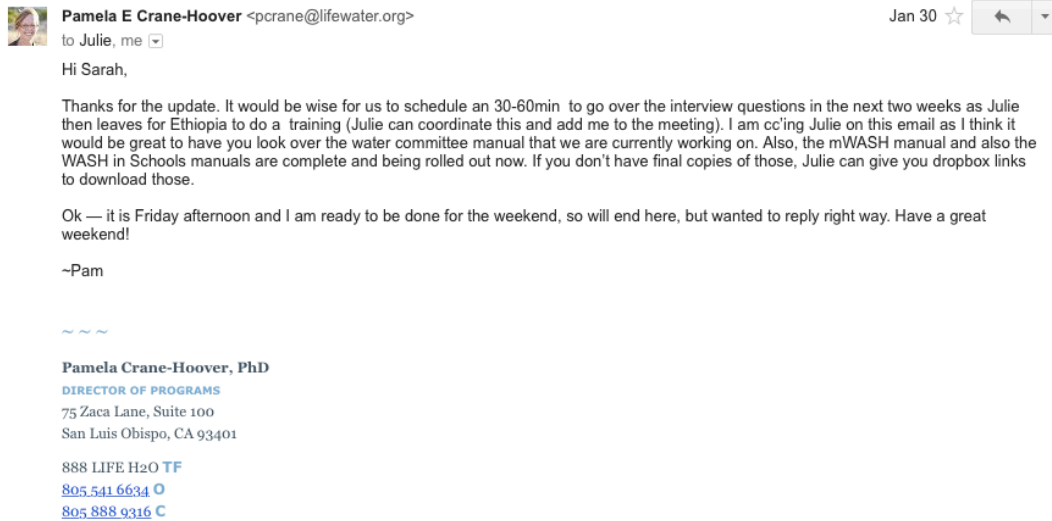 Pamela E Crane-Hoover <pcrane@lifewater.org> Jan 30
to Julie, me
Hi Sarah,
Thanks for the update. It would be wise for us to schedule an 30-60min  to go over the interview questions in the next two weeks as Julie
then leaves for Ethiopia to do a  training (Julie can coordinate this and add me to the meeting). I am cc'ing Julie on this email as I think it
would be great to have you look over the water committee manual that we are currently working on. Also, the mWASH manual and also the
WASH in Schools manuals are complete and being rolled out now. If you don't have final copies of those, Julie can give you dropbox links
to download those.
Ok — it is Friday afternoon and I am ready to be done for the weekend, so will end here, but wanted to reply right way. Have a great
weekend!
~Pam
~ ~ ~
Pamela Crane-Hoover, PhD
DIRECTOR OF PROGRAMS
75 Zaca Lane, Suite 100
San Luis Obispo, CA 93401
888 LIFE H2O TF
805 541 6634 O
805 888 9316 C